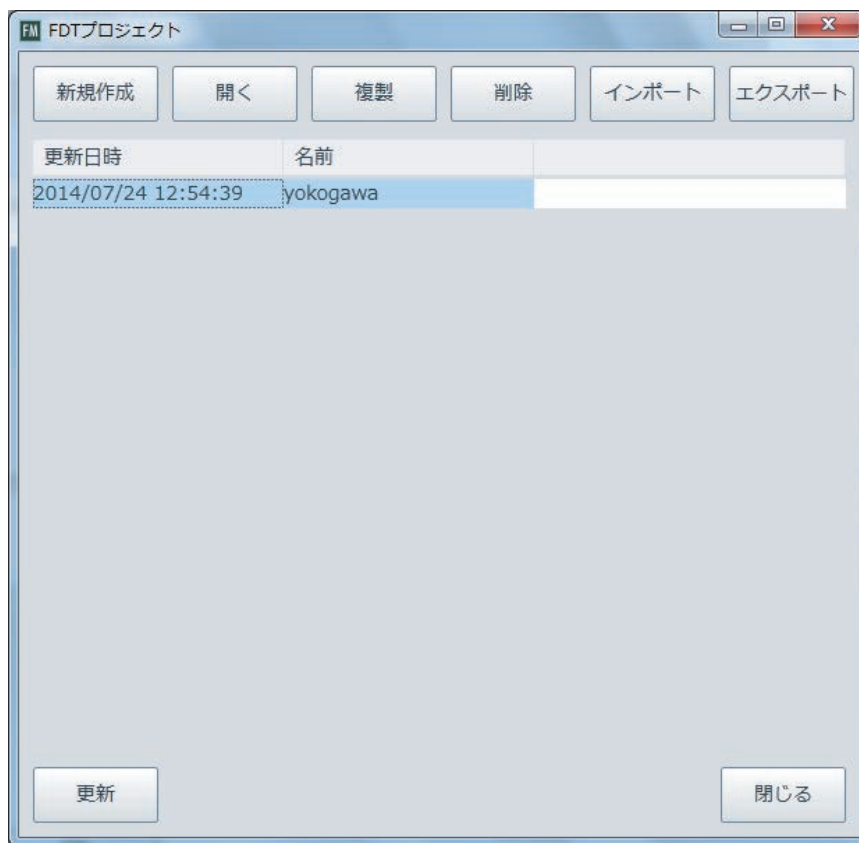 FM FDTプロジェクト
新規作成 開く 複製 削除 インポート エクスポート
更新日時 名前
2014/07/24 12:54:39 yokogawa
更新 閉じる